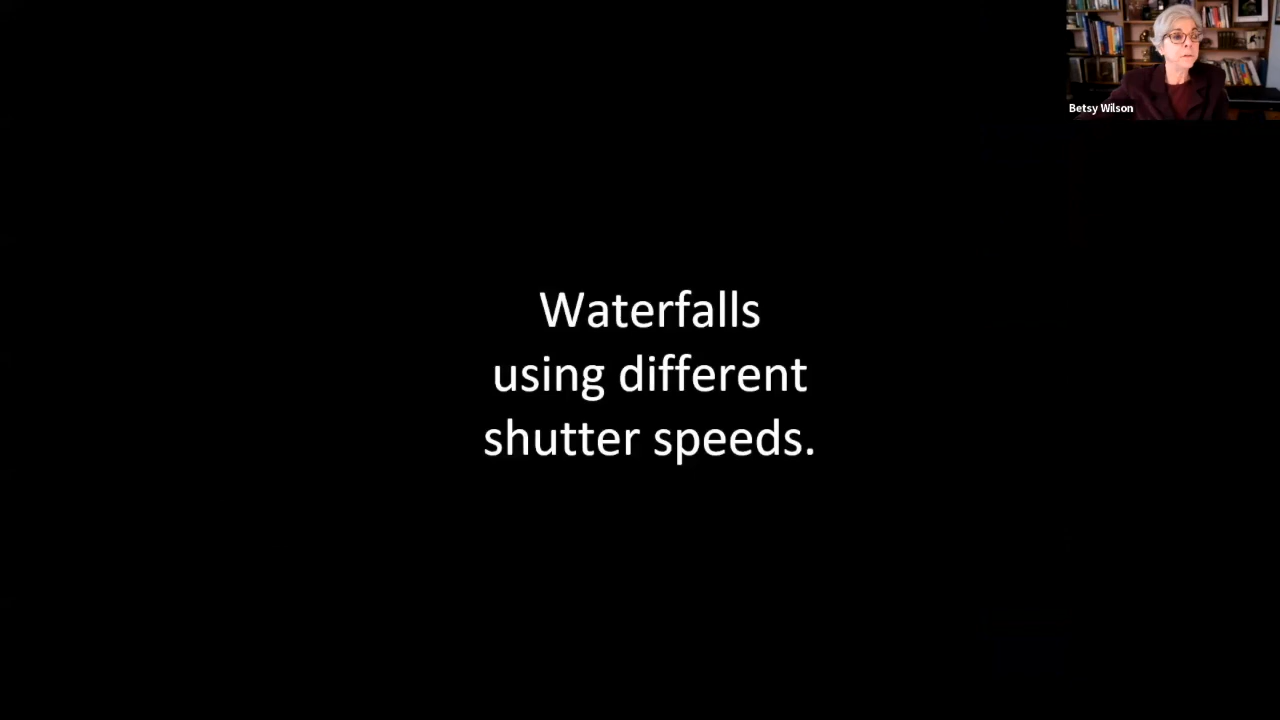 Betsy Wilson
Waterfalls
using different
shutter speeds.